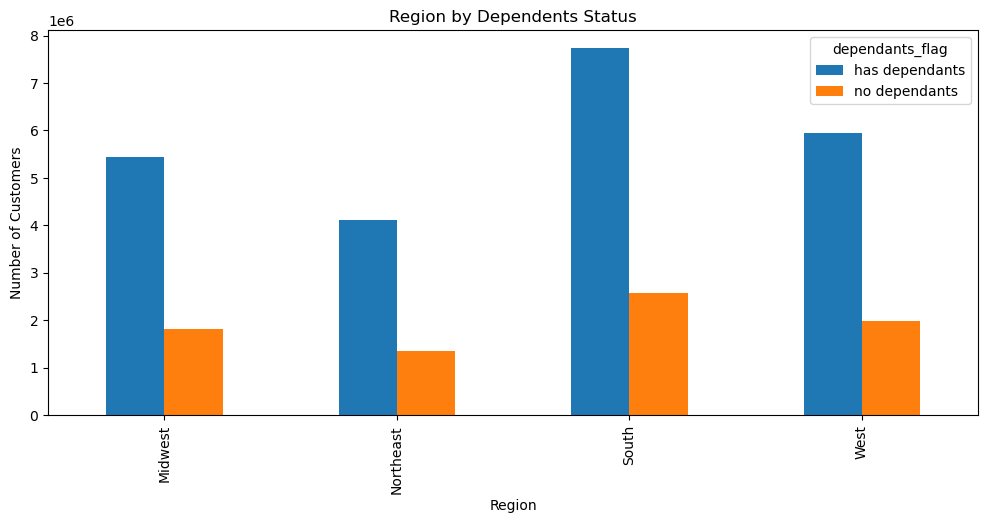 Region by Dependents Status
1e6
8
7
6
5
4
3
2
1
0
Number of Customers
dependants_flag
has dependants
no dependants
Midwest
Northeast
South
West
Region